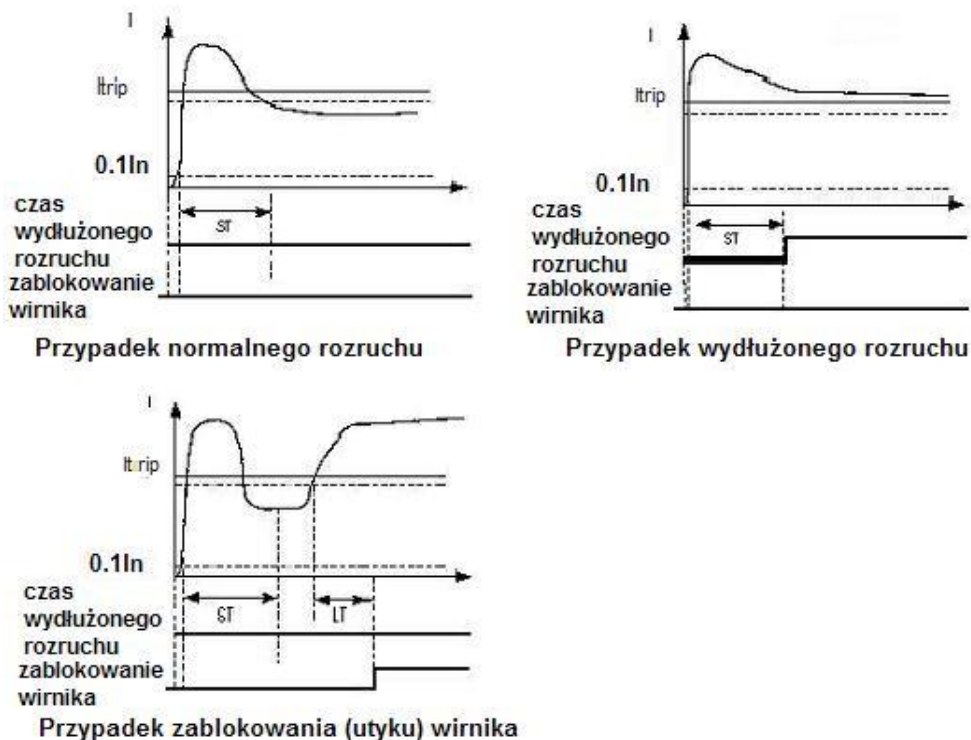 I
Itrip
0.1In
czas
wydłużonego
rozruchu
zablokowanie
wirnika
ST
Przypadek normalnego rozruchu
I
Itrip
0.1In
czas
wydłużonego
rozruchu
zablokowanie
wirnika
ST
Przypadek wydłużonego rozruchu
I
Itrip
0.1In
czas
wydłużonego
rozruchu
zablokowanie
wirnika
ST
LT
Przypadek zablokowania (utyku) wirnika